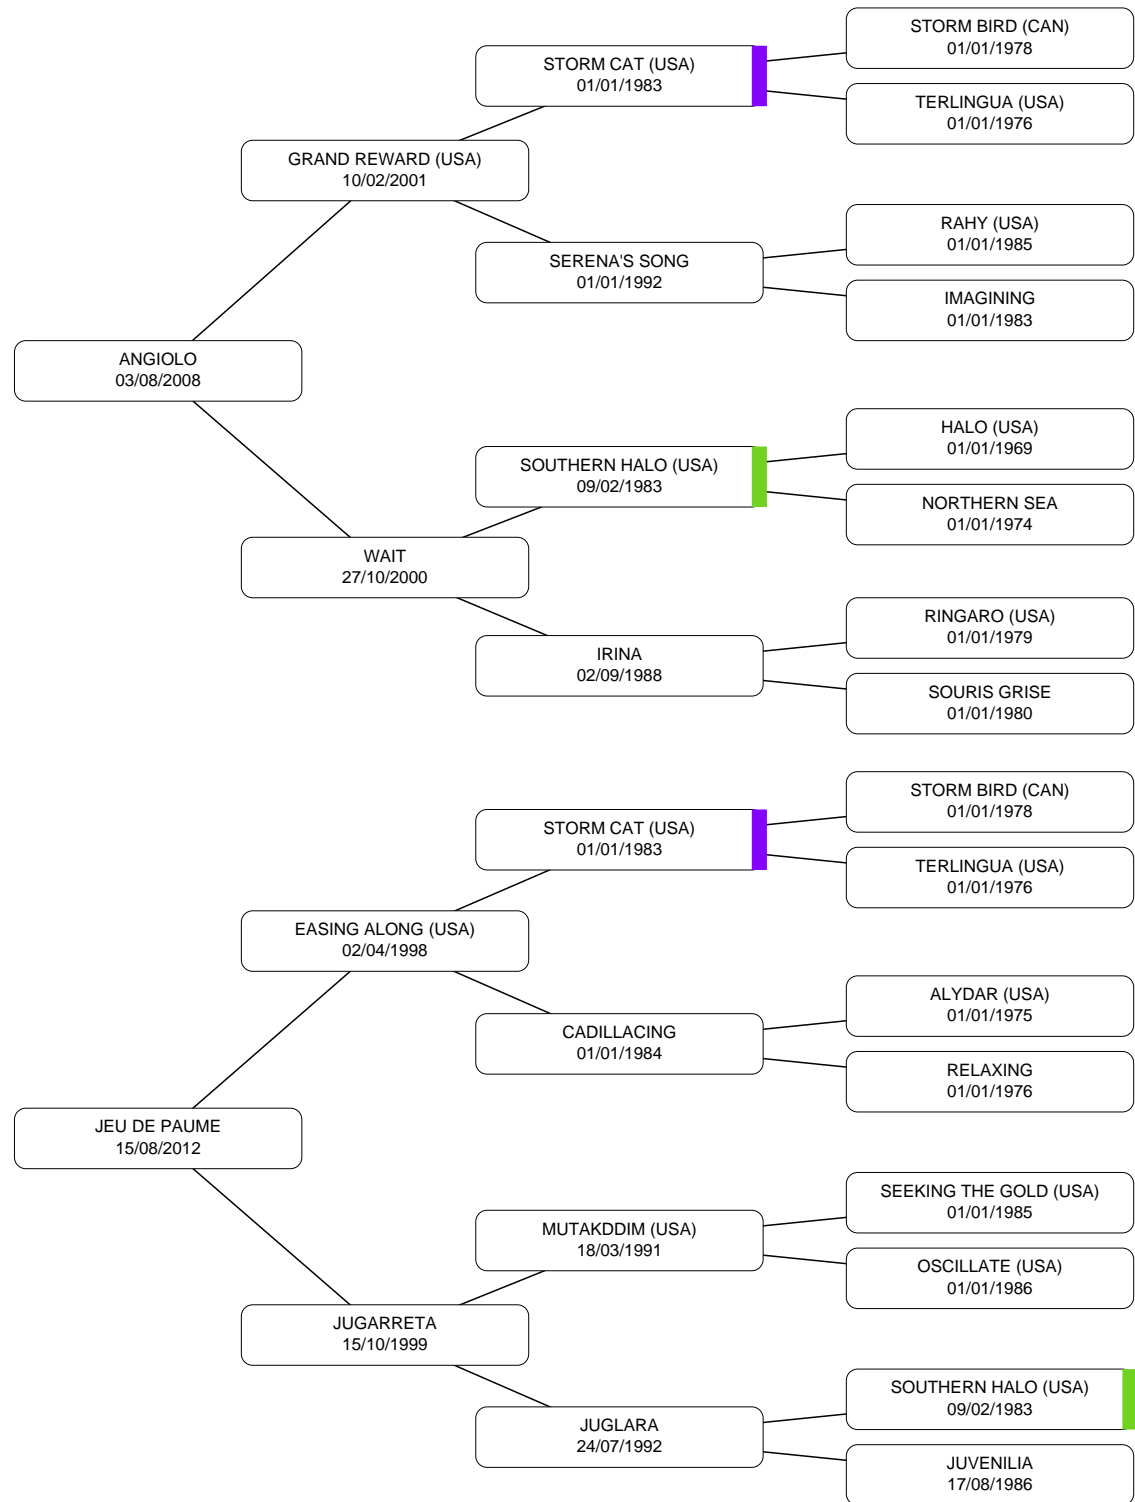 STORM BIRD (CAN)
01/01/1978
STORM CAT (USA)
01/01/1983
TERLINGUA (USA)
01/01/1976
GRAND REWARD (USA)
10/02/2001
RAHY (USA)
01/01/1985
SERENA'S SONG
01/01/1992
IMAGINING
01/01/1983
ANGIOLO
03/08/2008
HALO (USA)
01/01/1969
SOUTHERN HALO (USA)
09/02/1983
NORTHERN SEA
01/01/1974
WAIT
27/10/2000
RINGARO (USA)
01/01/1979
IRINA
02/09/1988
SOURIS GRISE
01/01/1980
STORM BIRD (CAN)
01/01/1978
STORM CAT (USA)
01/01/1983
TERLINGUA (USA)
01/01/1976
EASING ALONG (USA)
02/04/1998
ALYDAR (USA)
01/01/1975
CADILLACING
01/01/1984
RELAXING
01/01/1976
JEU DE PAUME
15/08/2012
SEEKING THE GOLD (USA)
01/01/1985
MUTAKDDIM (USA)
18/03/1991
OSCILLATE (USA)
01/01/1986
JUGARRETA
15/10/1999
SOUTHERN HALO (USA)
09/02/1983
JUGLARA
24/07/1992
JUVENILIA
17/08/1986